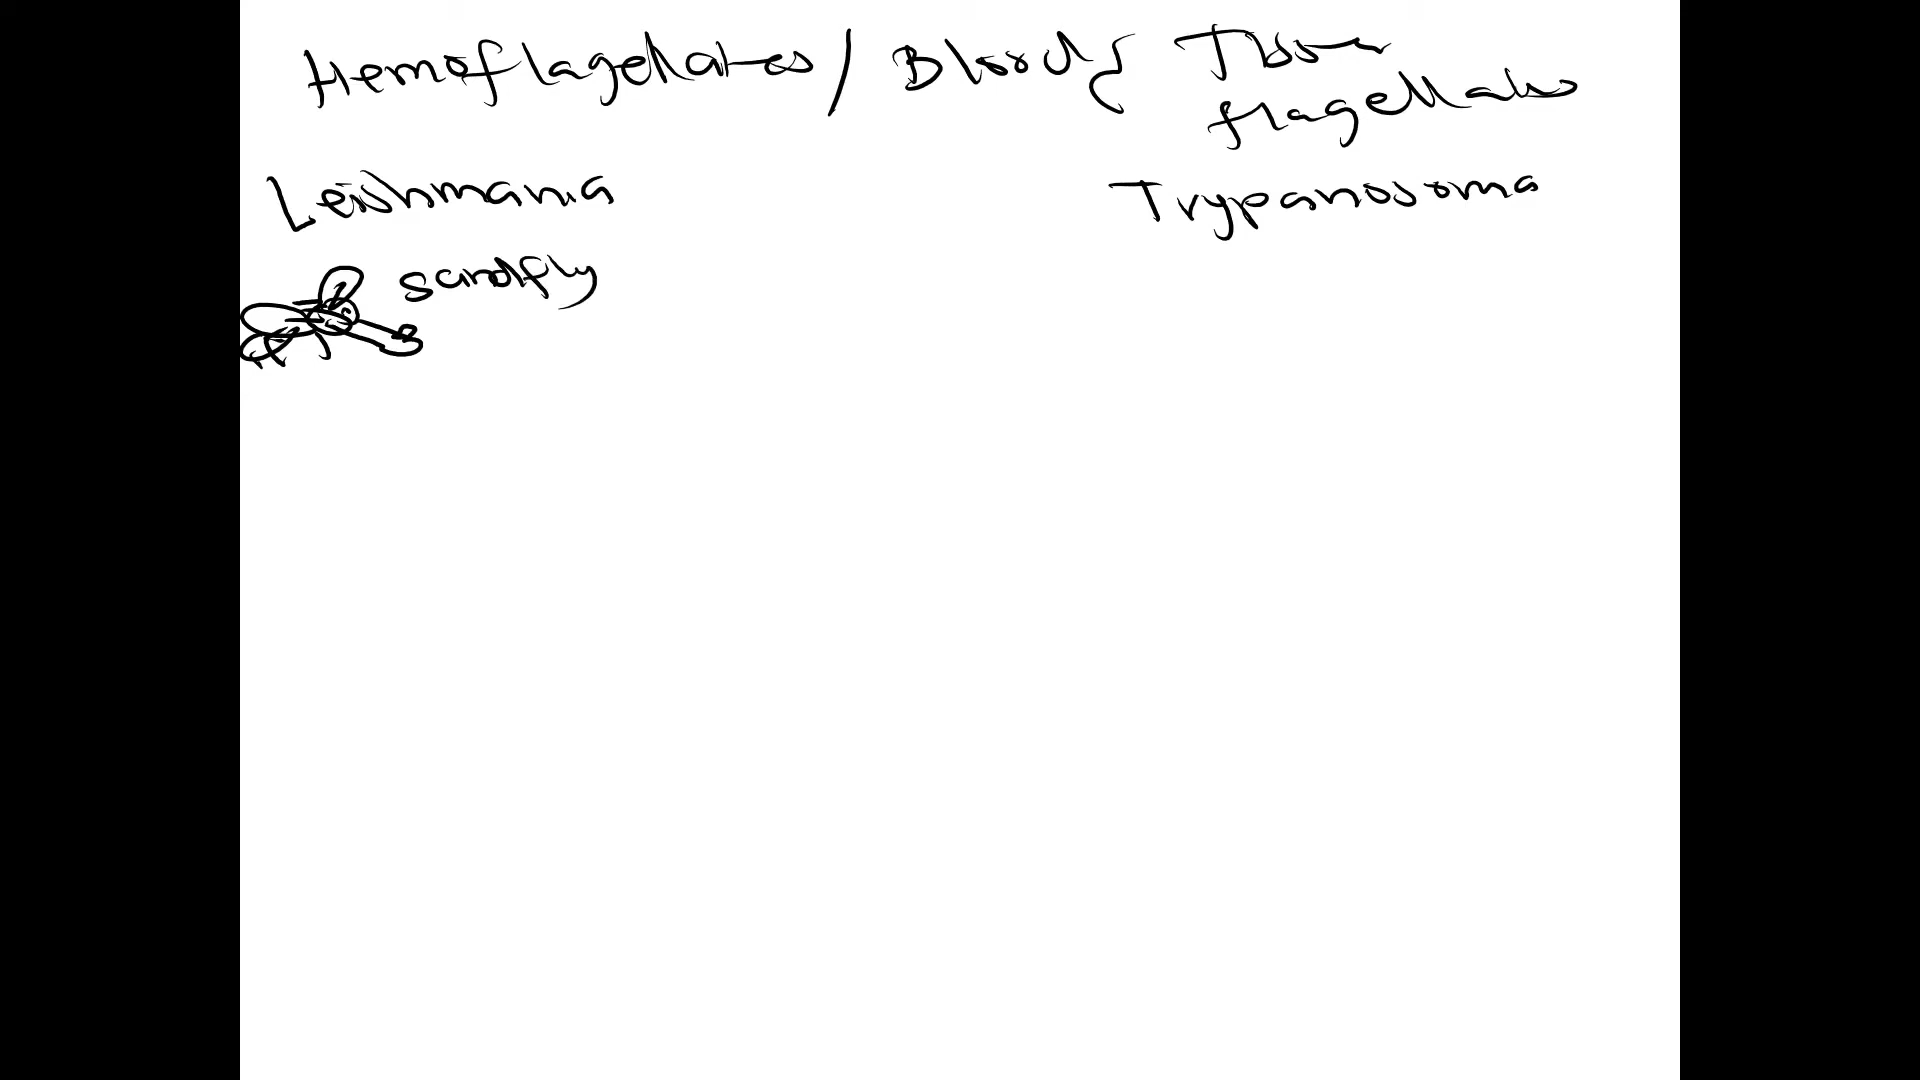 Hemoflagellates / Blood & Tissue
flagellates
Leishmania
Trypanosoma
sandfly